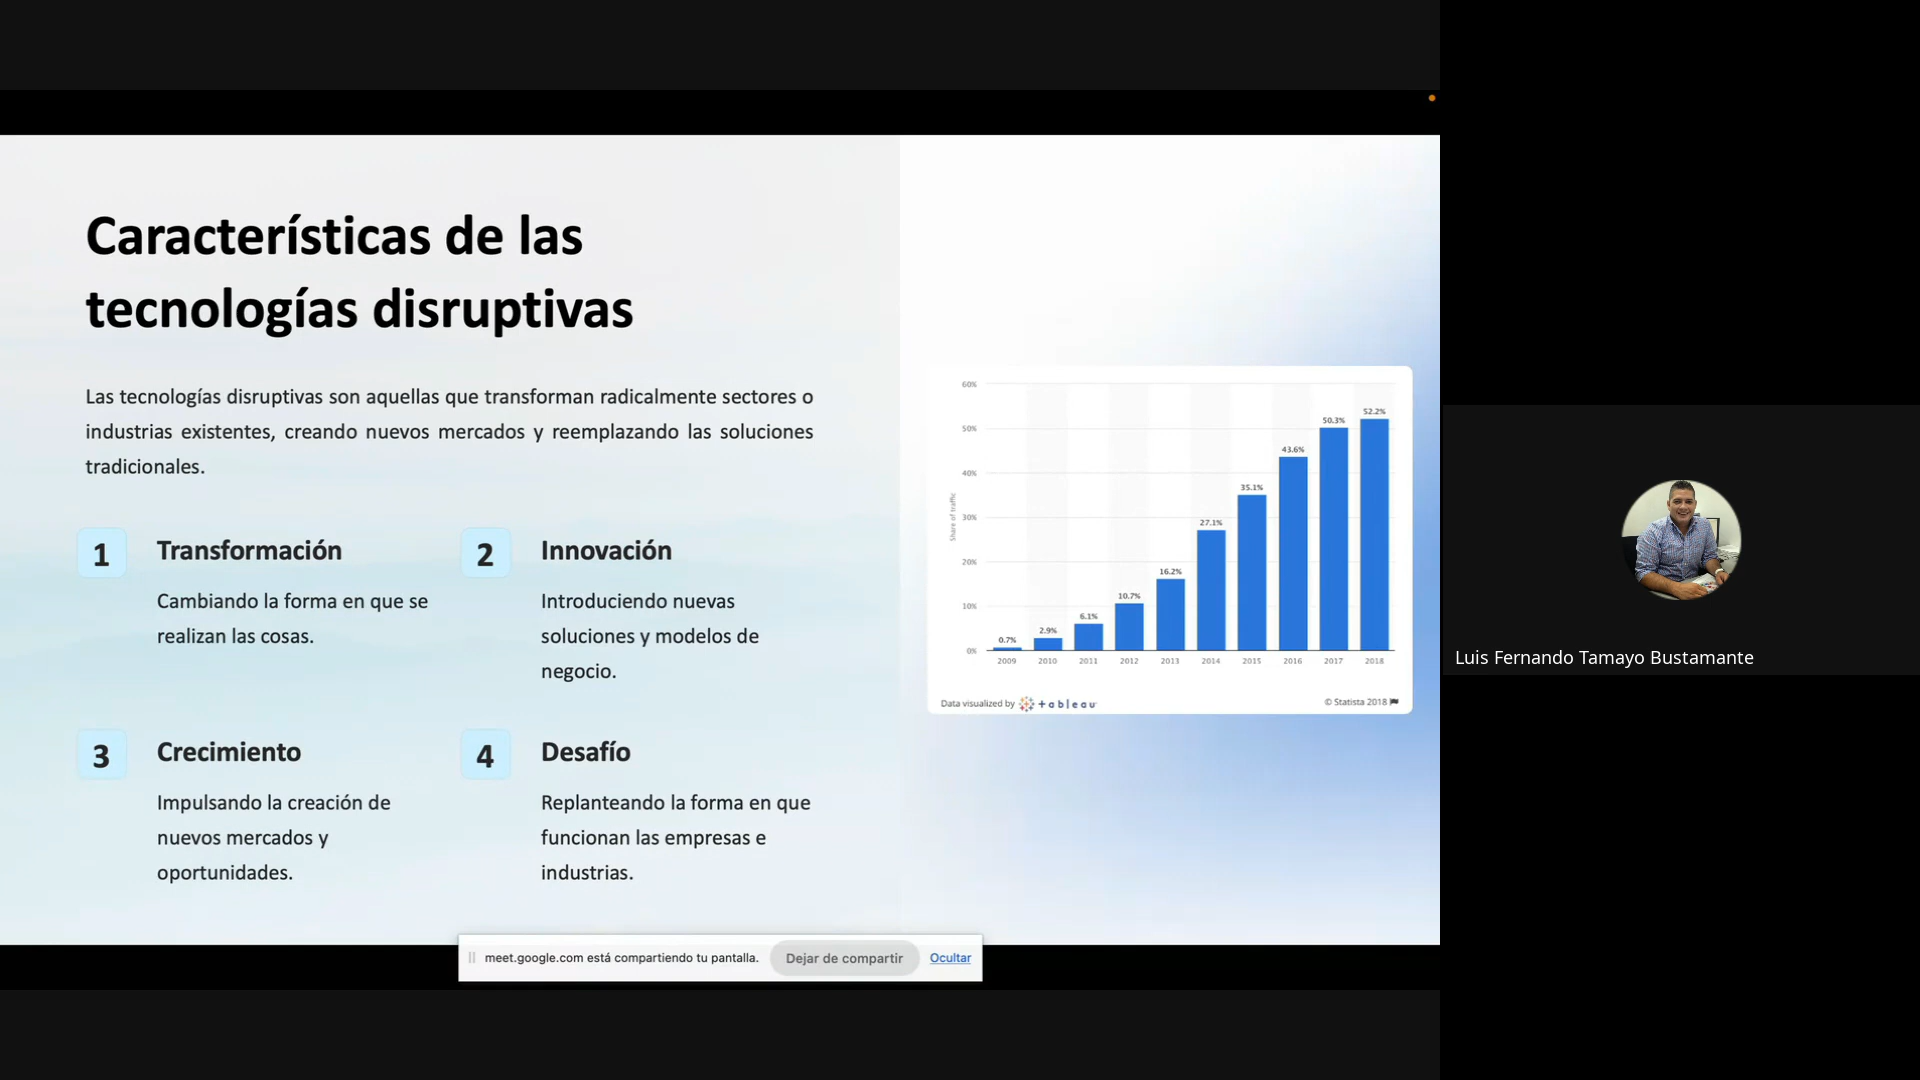 Características de las
tecnologías disruptivas
Las tecnologías disruptivas son aquellas que transforman radicalmente sectores o
industrias existentes, creando nuevos mercados y reemplazando las soluciones
tradicionales.
1
Transformación
Cambiando la forma en que se
realizan las cosas.
2
Innovación
Introduciendo nuevas
soluciones y modelos de
negocio.
3
Crecimiento
Impulsando la creación de
nuevos mercados y
oportunidades.
4
Desafío
Replanteando la forma en que
funcionan las empresas e
industrias.
Share of traffic
60%
50%
40%
30%
20%
10%
0%
0.7%
2.9%
6.1%
10.7%
16.2%
27.1%
35.1%
43.6%
50.3%
52.2%
2009 2010 2011 2012 2013 2014 2015 2016 2017 2018
Data visualized by +ableau
© Statista 2018
meet.google.com está compartiendo tu pantalla. Dejar de compartir Ocultar
Luis Fernando Tamayo Bustamante